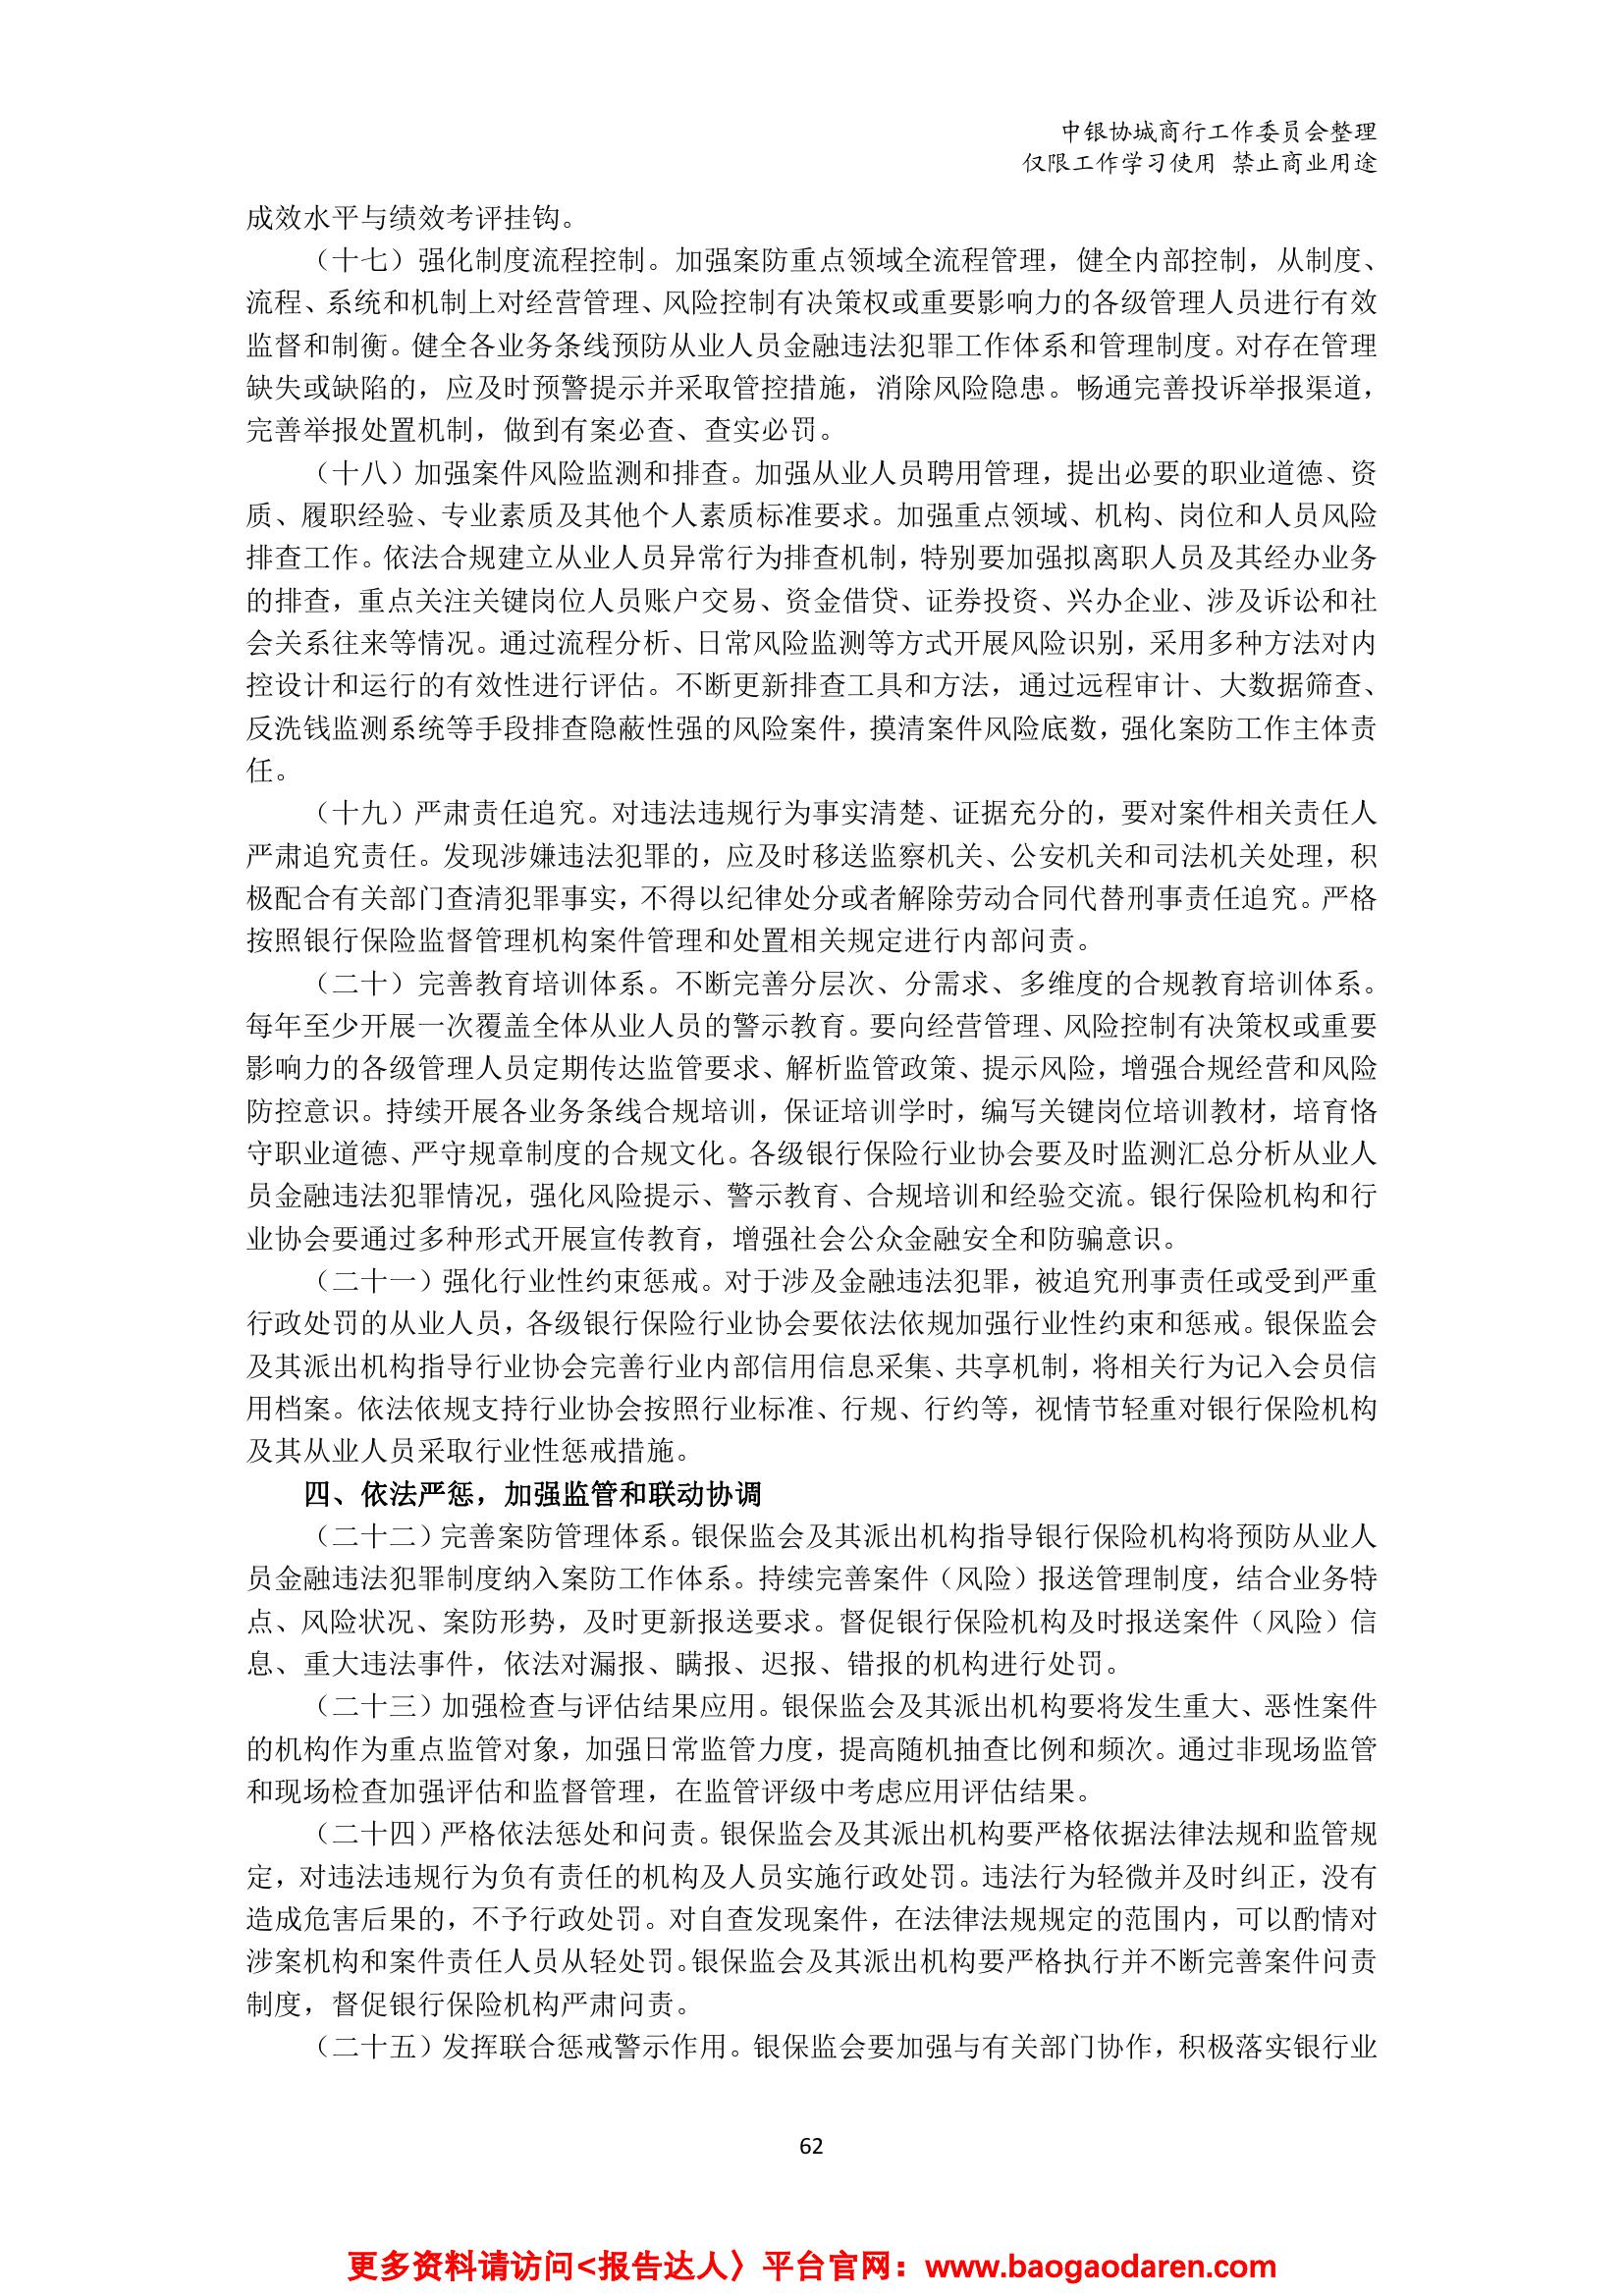 中银协城商行工作委员会整理
仅限工作学习使用 禁止商业用途
成效水平与绩效考评挂钩。
（十七）强化制度流程控制。加强案防重点领域全流程管理，健全内部控制，从制度、
流程、系统和机制上对经营管理、风险控制有决策权或重要影响力的各级管理人员进行有效
监督和制衡。健全各业务条线预防从业人员金融违法犯罪工作体系和管理制度。对存在管理
缺失或缺陷的，应及时预警提示并采取管控措施，消除风险隐患。畅通完善投诉举报渠道，
完善举报处置机制，做到有案必查、查实必罚。
（十八）加强案件风险监测和排查。加强从业人员聘用管理，提出必要的职业道德、资
质、履职经验、专业素质及其他个人素质标准要求。加强重点领域、机构、岗位和人员风险
排查工作。依法合规建立从业人员异常行为排查机制，特别要加强拟离职人员及其经办业务
的排查，重点关注关键岗位人员账户交易、资金借贷、证券投资、兴办企业、涉及诉讼和社
会关系往来等情况。通过流程分析、日常风险监测等方式开展风险识别，采用多种方法对内
控设计和运行的有效性进行评估。不断更新排查工具和方法，通过远程审计、大数据筛查、
反洗钱监测系统等手段排查隐蔽性强的风险案件，摸清案件风险底数，强化案防工作主体责
任。
（十九）严肃责任追究。对违法违规行为事实清楚、证据充分的，要对案件相关责任人
严肃追究责任。发现涉嫌违法犯罪的，应及时移送监察机关、公安机关和司法机关处理，积
极配合有关部门查清犯罪事实，不得以纪律处分或者解除劳动合同代替刑事责任追究。严格
按照银行保险监督管理机构案件管理和处置相关规定进行内部问责。
（二十）完善教育培训体系。不断完善分层次、分需求、多维度的合规教育培训体系。
每年至少开展一次覆盖全体从业人员的警示教育。要向经营管理、风险控制有决策权或重要
影响力的各级管理人员定期传达监管要求、解析监管政策、提示风险，增强合规经营和风险
防控意识。持续开展各业务条线合规培训，保证培训学时，编写关键岗位培训教材，培育恪
守职业道德、严守规章制度的合规文化。各级银行保险行业协会要及时监测汇总分析从业人
员金融违法犯罪情况，强化风险提示、警示教育、合规培训和经验交流。银行保险机构和行
业协会要通过多种形式开展宣传教育，增强社会公众金融安全和防骗意识。
（二十一）强化行业性约束惩戒。对于涉及金融违法犯罪，被追究刑事责任或受到严重
行政处罚的从业人员，各级银行保险行业协会要依法依规加强行业性约束和惩戒。银保监会
及其派出机构指导行业协会完善行业内部信用信息采集、共享机制，将相关行为记入会员信
用档案。依法依规支持行业协会按照行业标准、行规、行约等，视情节轻重对银行保险机构
及其从业人员采取行业性惩戒措施。
四、依法严惩，加强监管和联动协调
（二十二）完善案防管理体系。银保监会及其派出机构指导银行保险机构将预防从业人
员金融违法犯罪制度纳入案防工作体系。持续完善案件（风险）报送管理制度，结合业务特
点、风险状况、案防形势，及时更新报送要求。督促银行保险机构及时报送案件（风险）信
息、重大违法事件，依法对漏报、瞒报、迟报、错报的机构进行处罚。
（二十三）加强检查与评估结果应用。银保监会及其派出机构要将发生重大、恶性案件
的机构作为重点监管对象，加强日常监管力度，提高随机抽查比例和频次。通过非现场监管
和现场检查加强评估和监督管理，在监管评级中考虑应用评估结果。
（二十四）严格依法惩处和问责。银保监会及其派出机构要严格依据法律法规和监管规
定，对违法违规行为负有责任的机构及人员实施行政处罚。违法行为轻微并及时纠正，没有
造成危害后果的，不予行政处罚。对自查发现案件，在法律法规规定的范围内，可以酌情对
涉案机构和案件责任人员从轻处罚。银保监会及其派出机构要严格执行并不断完善案件问责
制度，督促银行保险机构严肃问责。
（二十五）发挥联合惩戒警示作用。银保监会要加强与有关部门协作，积极落实银行业
62
更多资料请访问<报告达人〉平台官网：www.baogaodaren.com